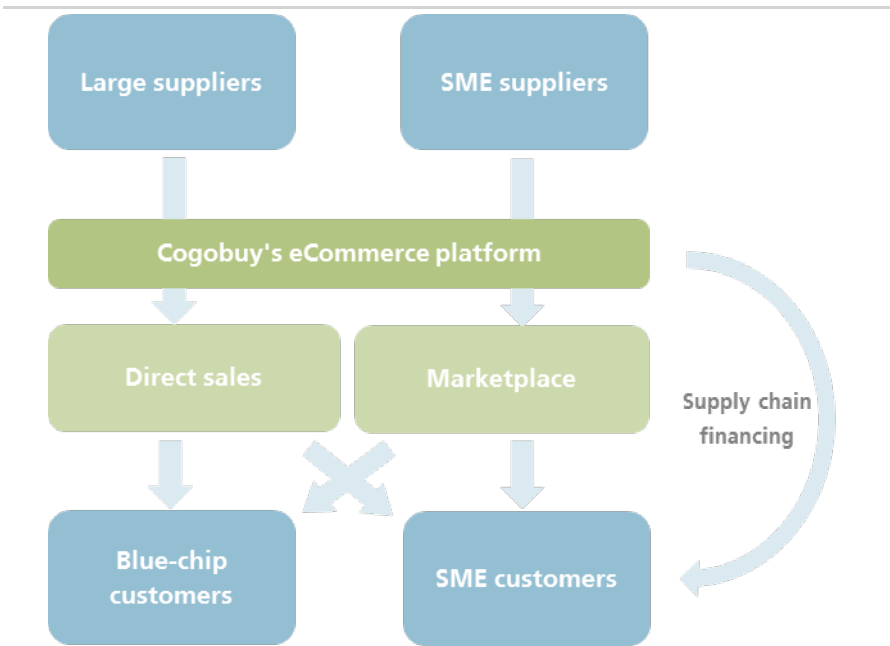 Large suppliers
SME suppliers
Cogobuy's eCommerce platform
Direct sales
Marketplace
Supply chain
financing
Blue-chip
customers
SME customers